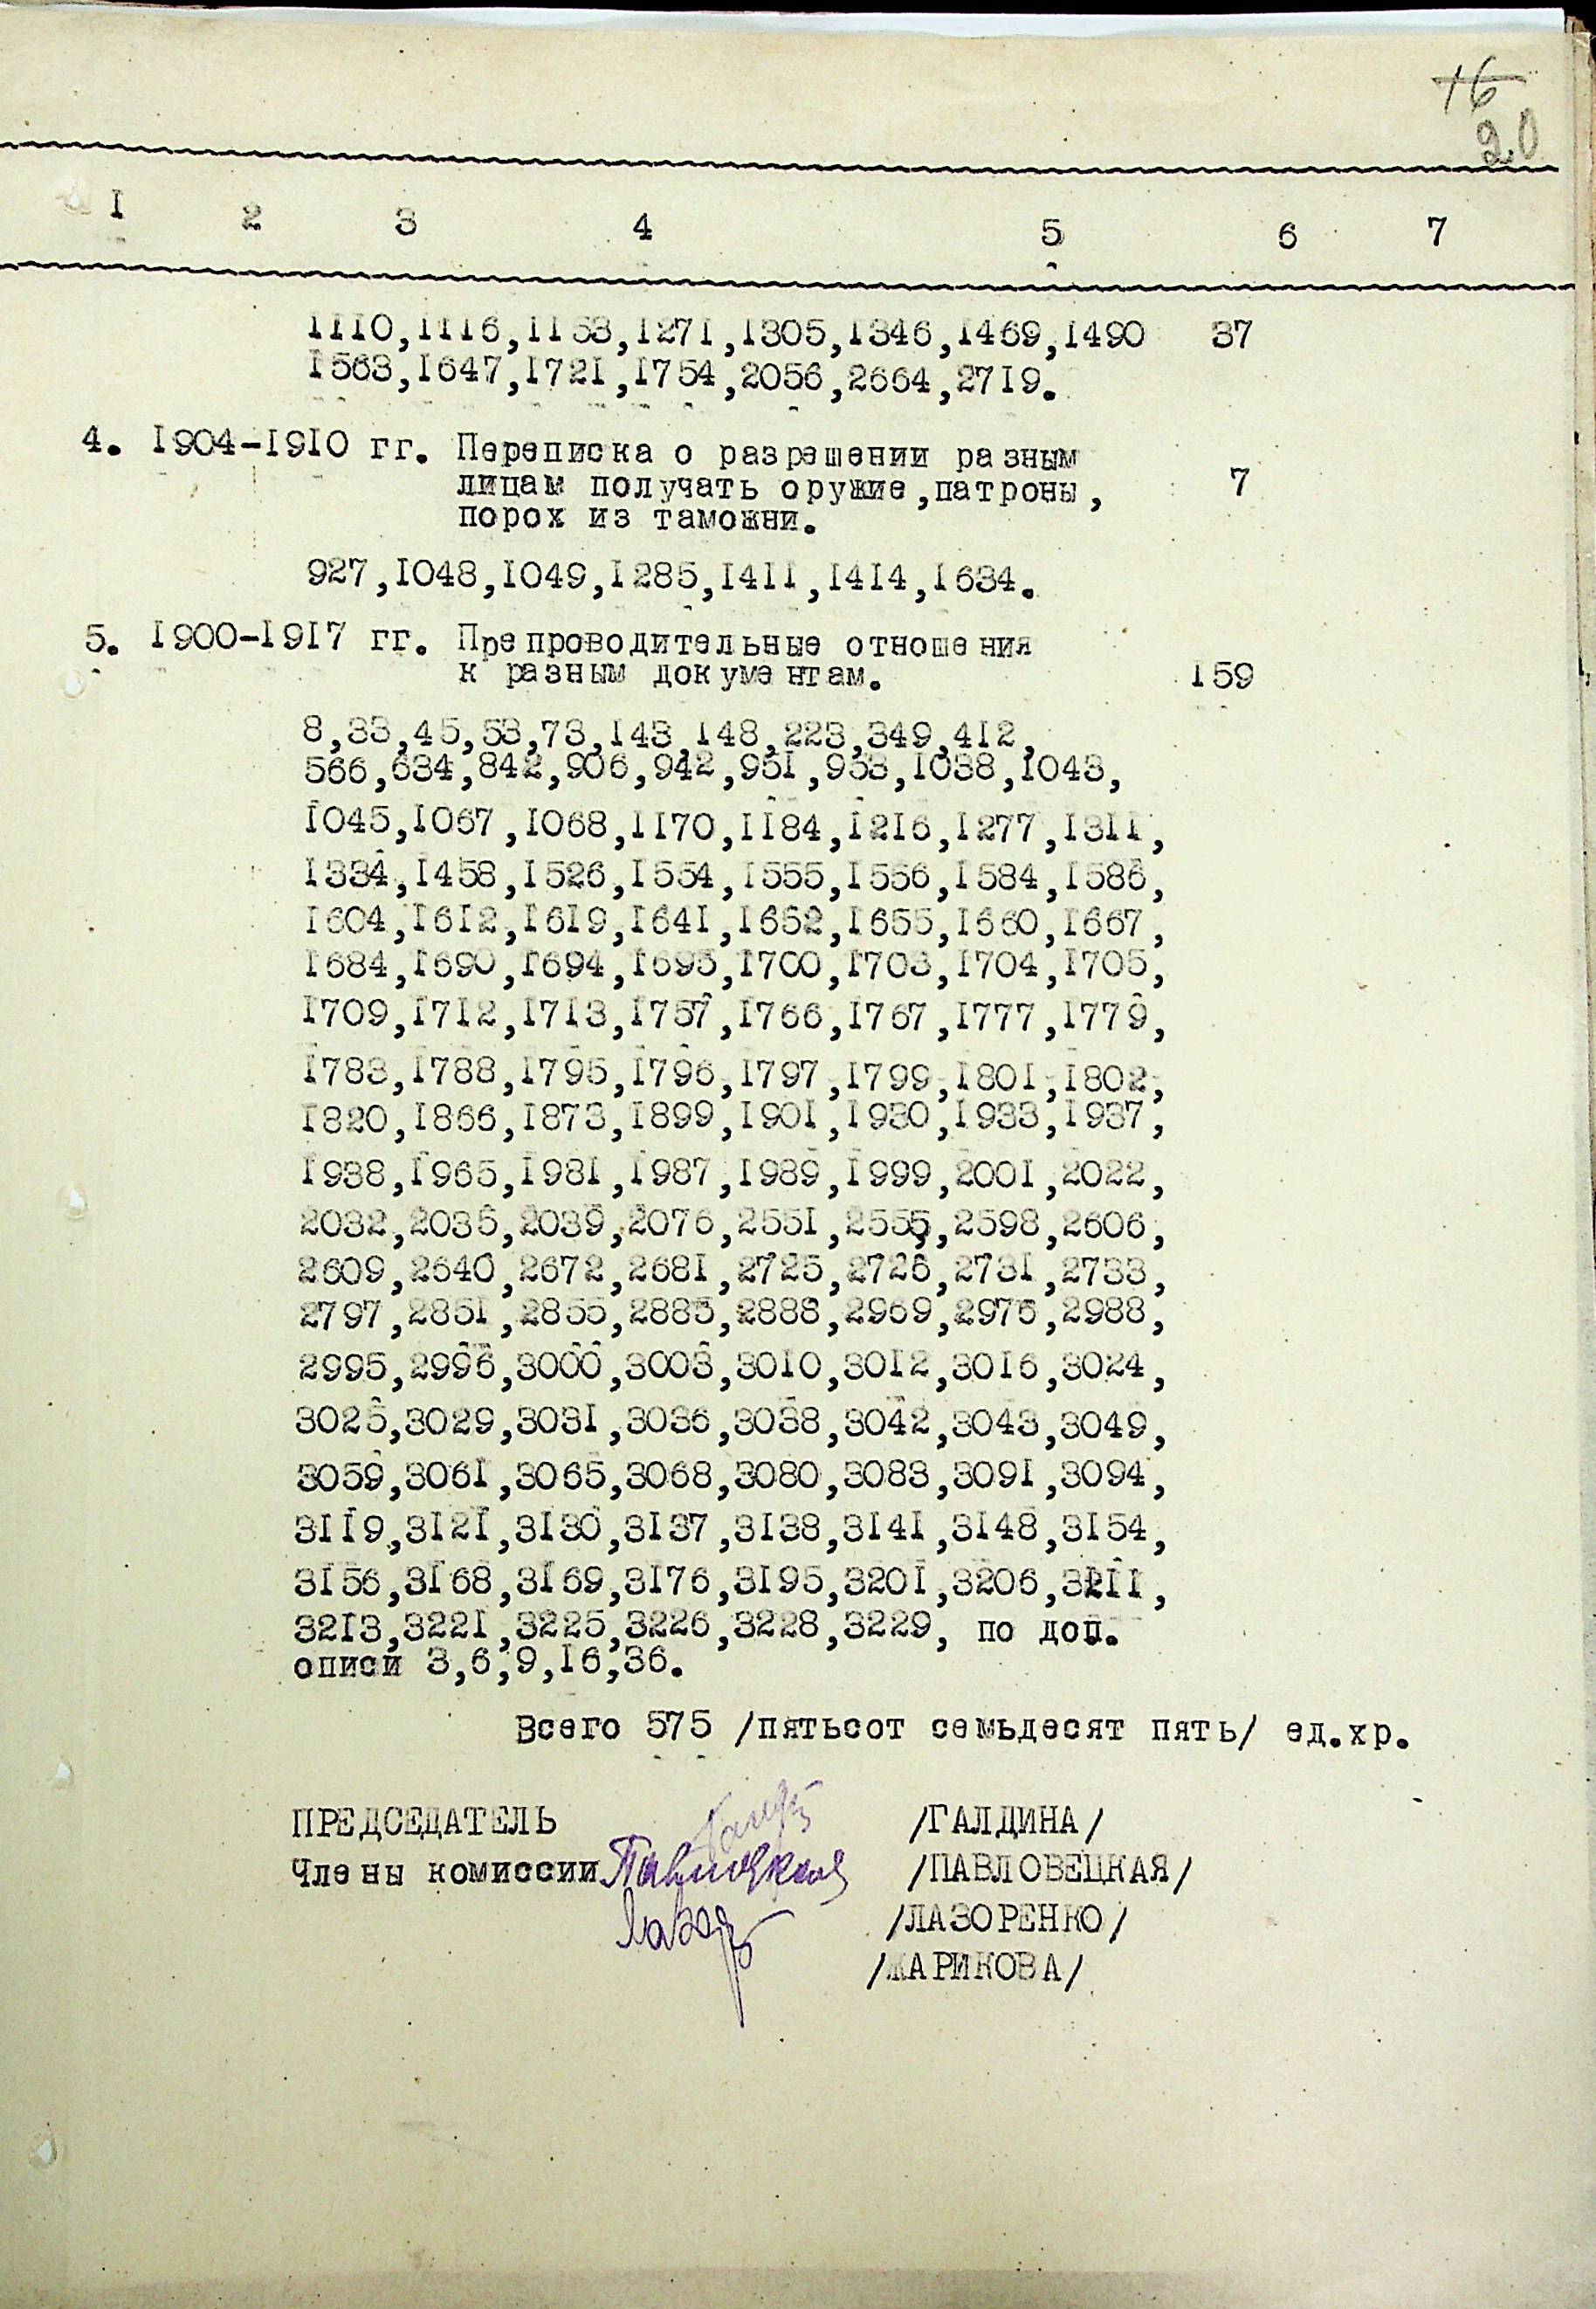 16
20
I 2 3 4 5 6 7
1110,1116,1153,1271,1305,1346,1469,1490 37
1563,1647,1721,1754,2056,2664,2719.
4. 1904-1910 гг. Переписка о разрешении разным
лицам получать оружие,патроны, 7
порох из таможни.
927,1048,1049,1285,1411,1414,1634.
5. 1900-1917 гг. Препроводительные отношения
к разным документам. 159
8,33,45,53,73,143,148,223,349,412,
566,634,842,906,942,951,953,1038,1043,
1045,1067,1068,1170,1184,1216,1277,1311,
1334,1458,1526,1554,1555,1556,1584,1586,
1604,1612,1619,1641,1652,1655,1660,1667,
1684,1690,1694,1695,1700,1703,1704,1705,
1709,1712,1713,1757,1766,1767,1777,1779,
1783,1788,1795,1796,1797,1799,1801,1802,
1820,1866,1873,1899,1901,1930,1933,1937,
1938,1965,1981,1987,1989,1999,2001,2022,
2032,2036,2039,2076,2551,2555,2598,2606,
2609,2640,2672,2681,2725,2726,2731,2733,
2797,2851,2855,2885,2888,2969,2976,2988,
2995,2996,3000,3003,3010,3012,3016,3024,
3025,3029,3031,3036,3038,3042,3043,3049,
3059,3061,3065,3068,3080,3083,3091,3094,
3119,3121,3130,3137,3138,3141,3148,3154,
3156,3168,3169,3176,3195,3201,3206,3211,
3213,3221,3225,3226,3228,3229, по доп.
описи 3,6,9,16,36.
Всего 575 /пятьсот семьдесят пять/ ед.хр.
ПРЕДСЕДАТЕЛЬ /ГАЛДИНА/
Члены комиссии /ПАВЛОВЕЦКАЯ/
/ЛАЗОРЕНКО/
/ЖАРИКОВА/